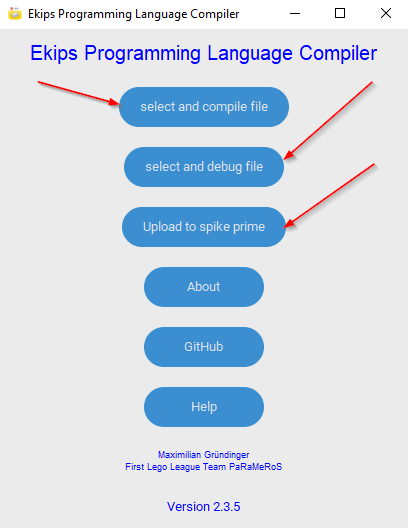 Ekips Programming Language Compiler
Ekips Programming Language Compiler
select and compile file
select and debug file
Upload to spike prime
About
GitHub
Help
Maximilian Gründinger
First Lego League Team PaRaMeRoS
Version 2.3.5